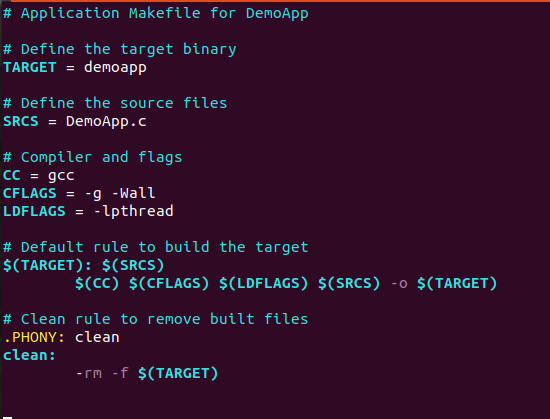 # Application Makefile for DemoApp
# Define the target binary
TARGET = demoapp
# Define the source files
SRCS = DemoApp.c
# Compiler and flags
CC = gcc
CFLAGS = -g -Wall
LDFLAGS = -lpthread
# Default rule to build the target
$(TARGET): $(SRCS)
$(CC) $(CFLAGS) $(LDFLAGS) $(SRCS) -o $(TARGET)
# Clean rule to remove built files
.PHONY: clean
clean:
-rm -f $(TARGET)